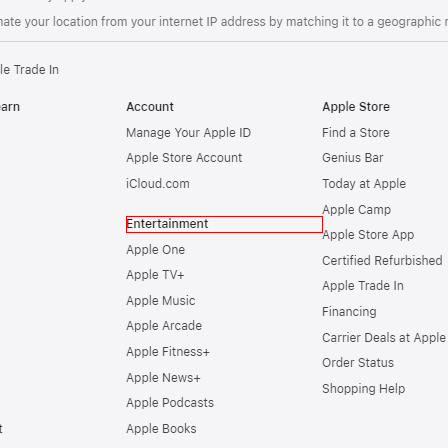 nate your location from your internet IP address by matching it to a geographic r
le Trade In
earn
Account
Manage Your Apple ID
Apple Store Account
iCloud.com
Entertainment
Apple One
Apple TV+
Apple Music
Apple Arcade
Apple Fitness+
Apple News+
Apple Podcasts
Apple Books
Apple Store
Find a Store
Genius Bar
Today at Apple
Apple Camp
Apple Store App
Certified Refurbished
Apple Trade In
Financing
Carrier Deals at Apple
Order Status
Shopping Help